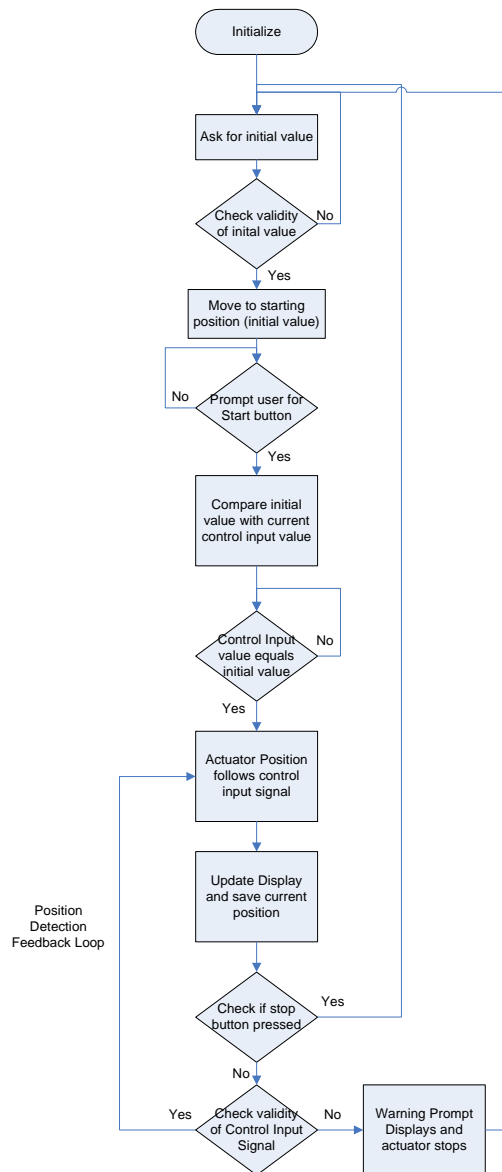 Initialize
Ask for initial value
Check validity
of inital value
No
Yes
Move to starting
position (initial value)
No
Prompt user for
Start button
Yes
Compare initial
value with current
control input value
Control Input
value equals
initial value
No
Yes
Actuator Position
follows control
input signal
Update Display
and save current
position
Position
Detection
Feedback Loop
Check if stop
button pressed
Yes
No
Yes
Check validity
of Control Input
Signal
No
Warning Prompt
Displays and
actuator stops